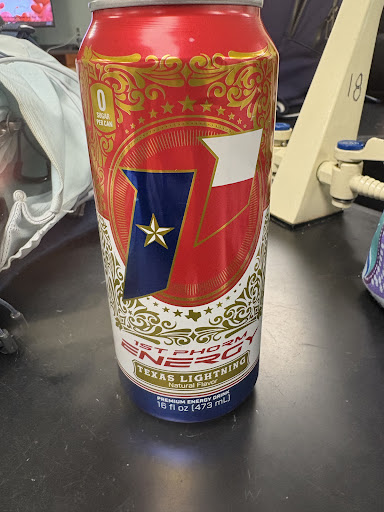 0
SUGAR
PER CAN
1ST PHORM
ENERGY
TEXAS LIGHTNING
Natural Flavor
PREMIUM ENERGY DRINK
16 fl oz (473 mL)
18